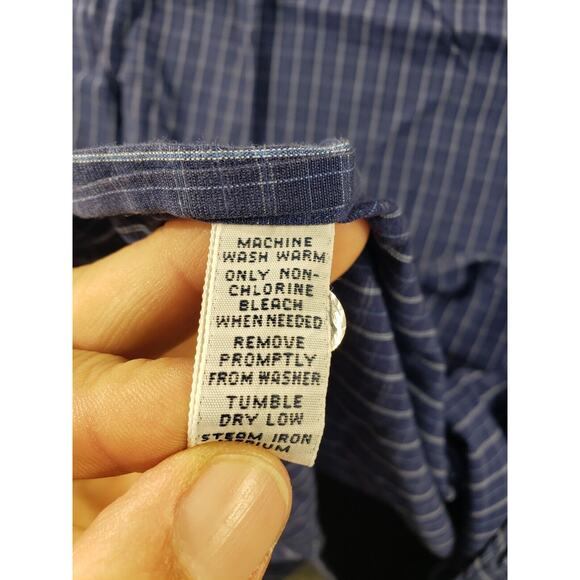 MACHINE
WASH WARM
ONLY NON-
CHLORINE
BLEACH
WHEN NEEDED
REMOVE
PROMPTLY
FROM WASHER
TUMBLE
DRY LOW
STEAM IRON